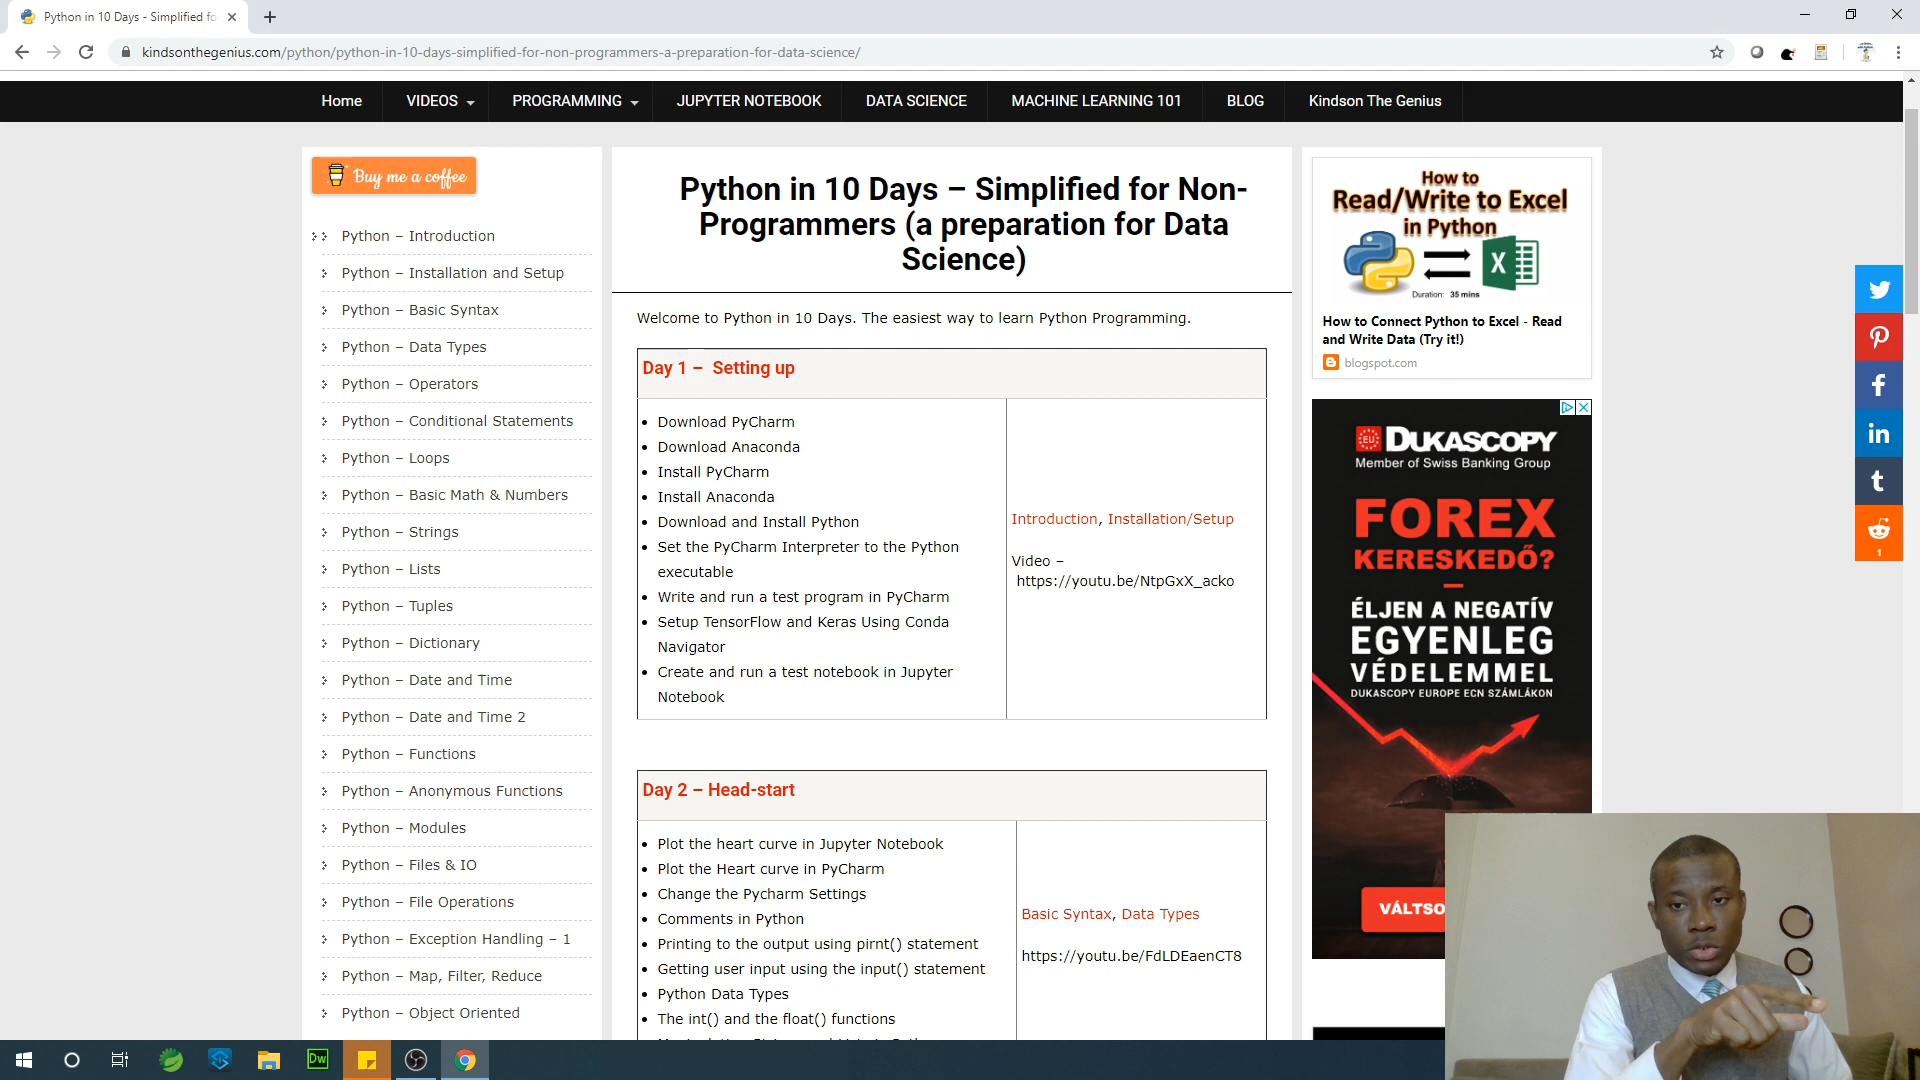 Python in 10 Days - Simplified fo
kindsonthegenius.com/python/python-in-10-days-simplified-for-non-programmers-a-preparation-for-data-science/
Home
VIDEOS
PROGRAMMING
JUPYTER NOTEBOOK
DATA SCIENCE
MACHINE LEARNING 101
BLOG
Kindson The Genius
Buy me a coffee
Python – Introduction
Python – Installation and Setup
Python – Basic Syntax
Python – Data Types
Python – Operators
Python – Conditional Statements
Python – Loops
Python – Basic Math & Numbers
Python – Strings
Python – Lists
Python – Tuples
Python – Dictionary
Python – Date and Time
Python – Date and Time 2
Python – Functions
Python – Anonymous Functions
Python – Modules
Python – Files & IO
Python – File Operations
Python – Exception Handling – 1
Python – Map, Filter, Reduce
Python – Object Oriented
Python in 10 Days – Simplified for Non-
Programmers (a preparation for Data
Science)
Welcome to Python in 10 Days. The easiest way to learn Python Programming.
Day 1 – Setting up
Download PyCharm
Download Anaconda
Install PyCharm
Install Anaconda
Download and Install Python
Set the PyCharm Interpreter to the Python
executable
Write and run a test program in PyCharm
Setup TensorFlow and Keras Using Conda
Navigator
Create and run a test notebook in Jupyter
Notebook
Introduction, Installation/Setup
Video –
https://youtu.be/NtpGxX_acko
Day 2 – Head-start
Plot the heart curve in Jupyter Notebook
Plot the Heart curve in PyCharm
Change the Pycharm Settings
Comments in Python
Printing to the output using pirnt() statement
Getting user input using the input() statement
Python Data Types
The int() and the float() functions
Basic Syntax, Data Types
https://youtu.be/FdLDEaenCT8
How to
Read/Write to Excel
in Python
X
Duration: 35 mins
How to Connect Python to Excel - Read
and Write Data (Try it!)
blogspot.com
EU DUKASCOPY
Member of Swiss Banking Group
FOREX
KERESKEDŐ?
ÉLJEN A NEGATÍV
EGYENLEG
VÉDELEMMEL
DUKASCOPY EUROPE ECN SZÁMLÁKON
VÁLTSO
f
in
t
1
Dw